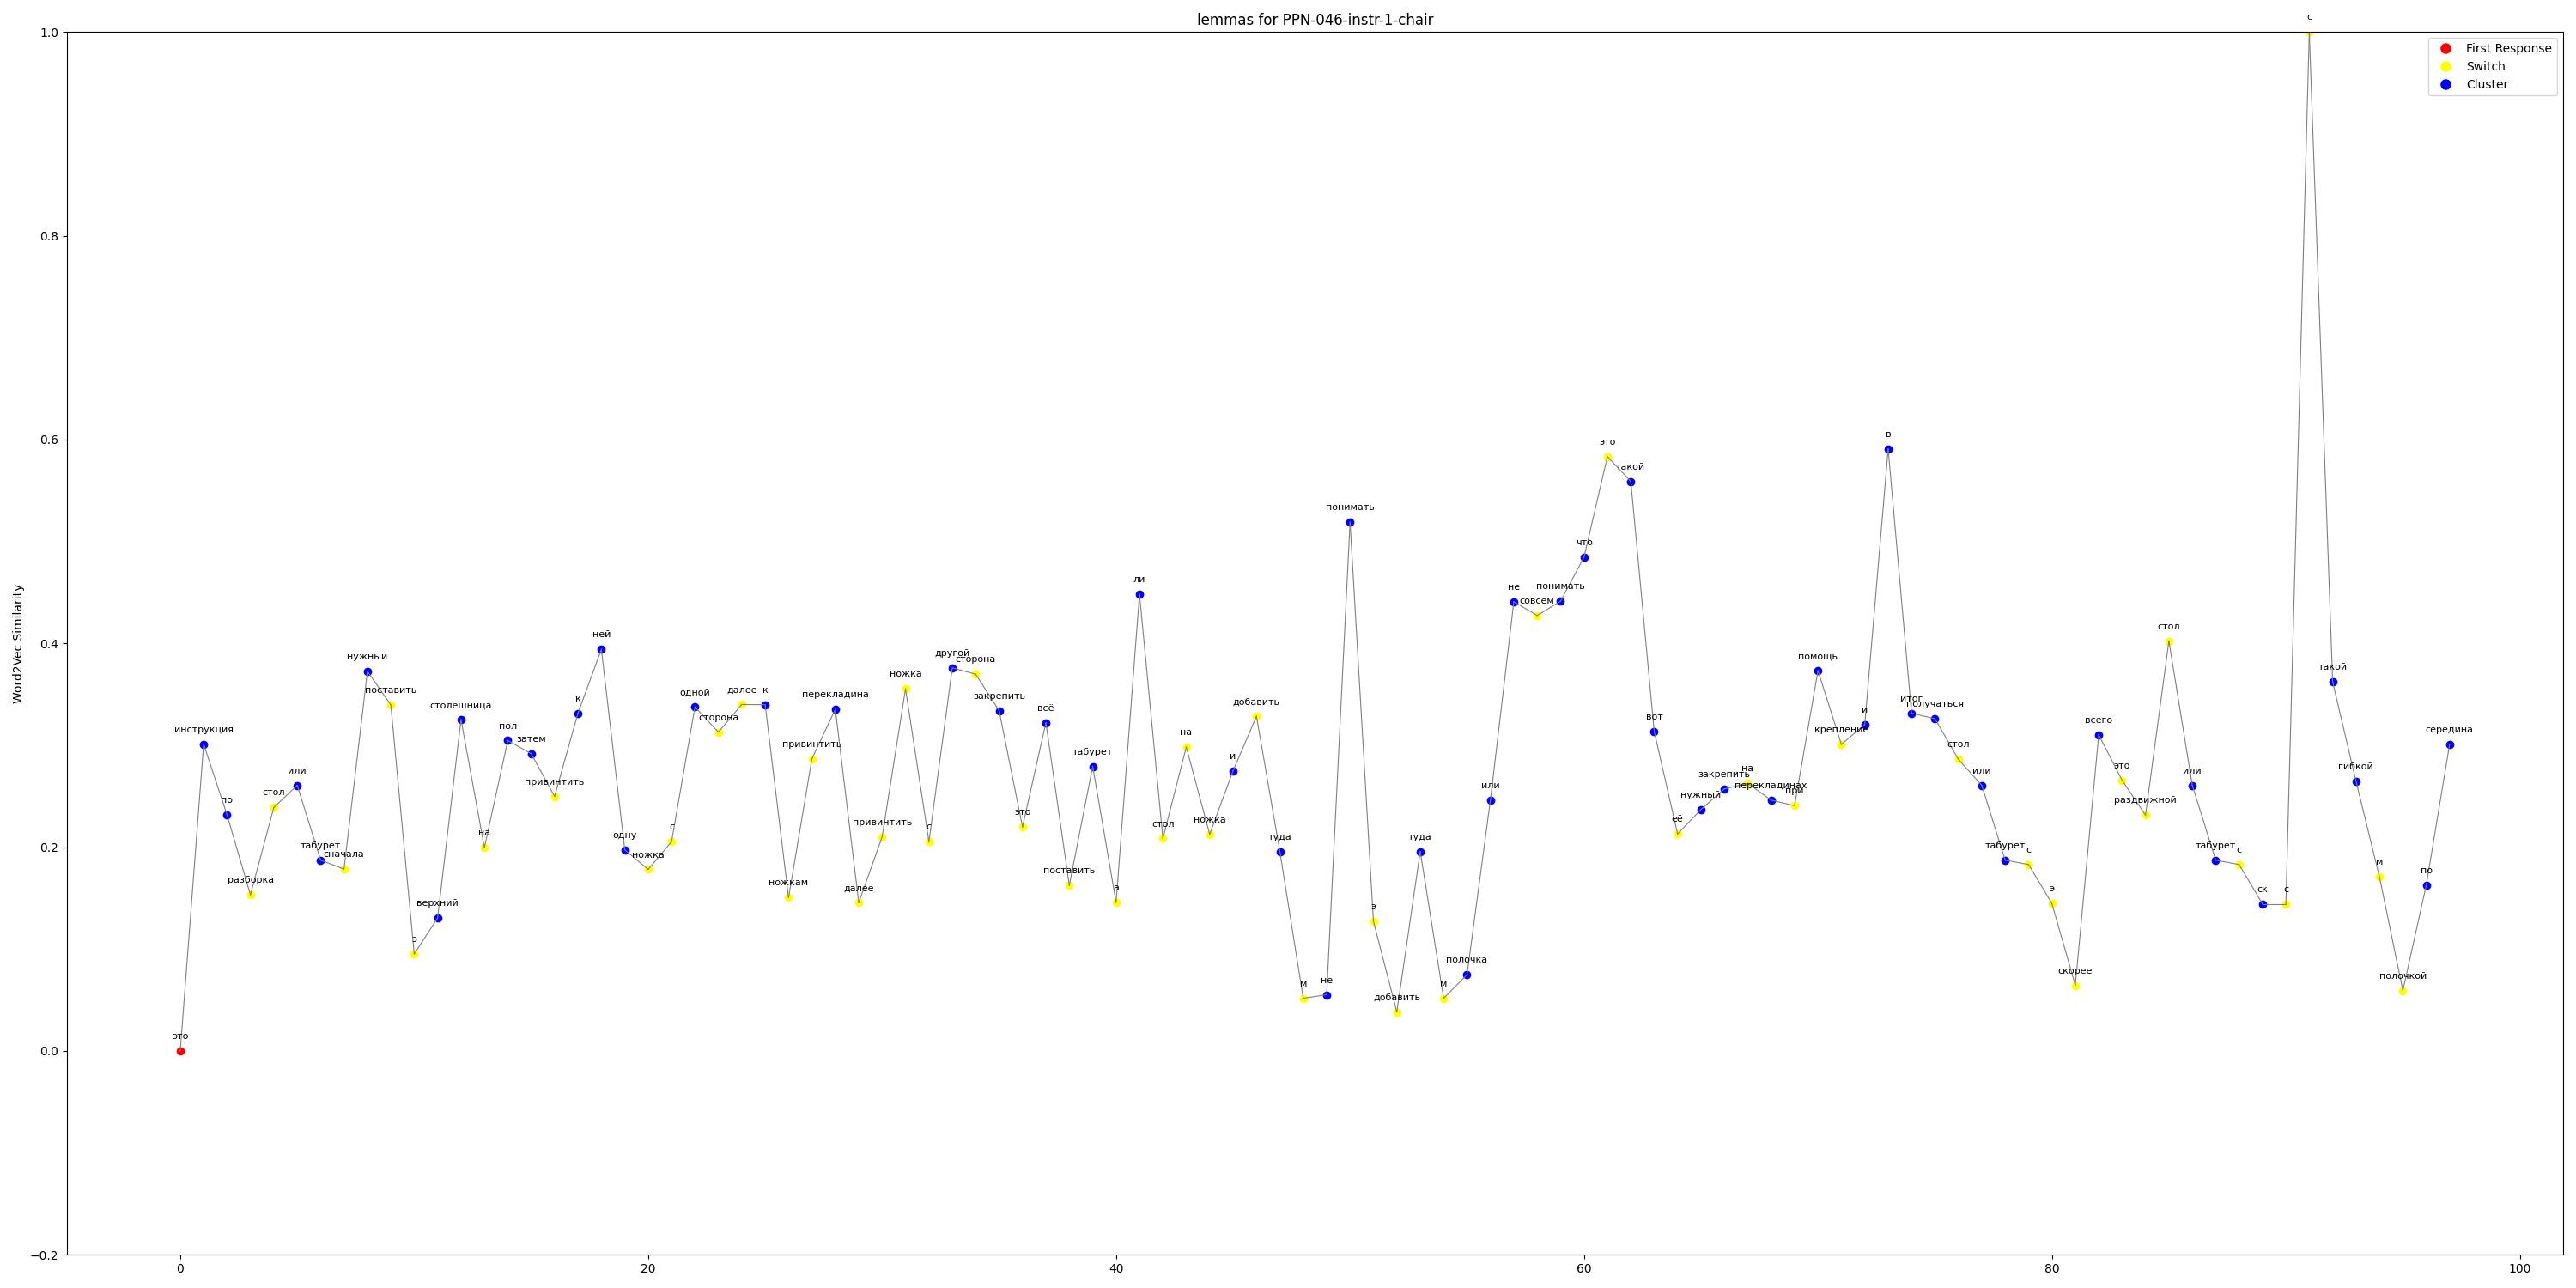 lemmas for PPN-046-instr-1-chair
Word2Vec Similarity
1.0
0.8
0.6
0.4
0.2
0.0
−0.2
0
20
40
60
80
100
First Response
Switch
Cluster
это
инструкция
по
разборка
стол
или
табурет
сначала
нужный
поставить
э
верхний
столешница
на
пол
затем
привинтить
к
ней
одну
ножка
с
одной
сторона
далее
к
ножкам
привинтить
перекладина
далее
привинтить
ножка
с
другой
сторона
закрепить
это
всё
поставить
табурет
а
ли
стол
на
ножка
и
добавить
туда
м
не
понимать
э
добавить
туда
м
полочка
или
не
совсем
понимать
что
это
такой
вот
её
нужный
закрепить
на
перекладинах
при
помощь
крепление
и
в
итог
получаться
стол
или
табурет
с
э
скорее
всего
это
раздвижной
стол
или
табурет
с
ск
с
с
такой
гибкой
м
полочкой
по
середина